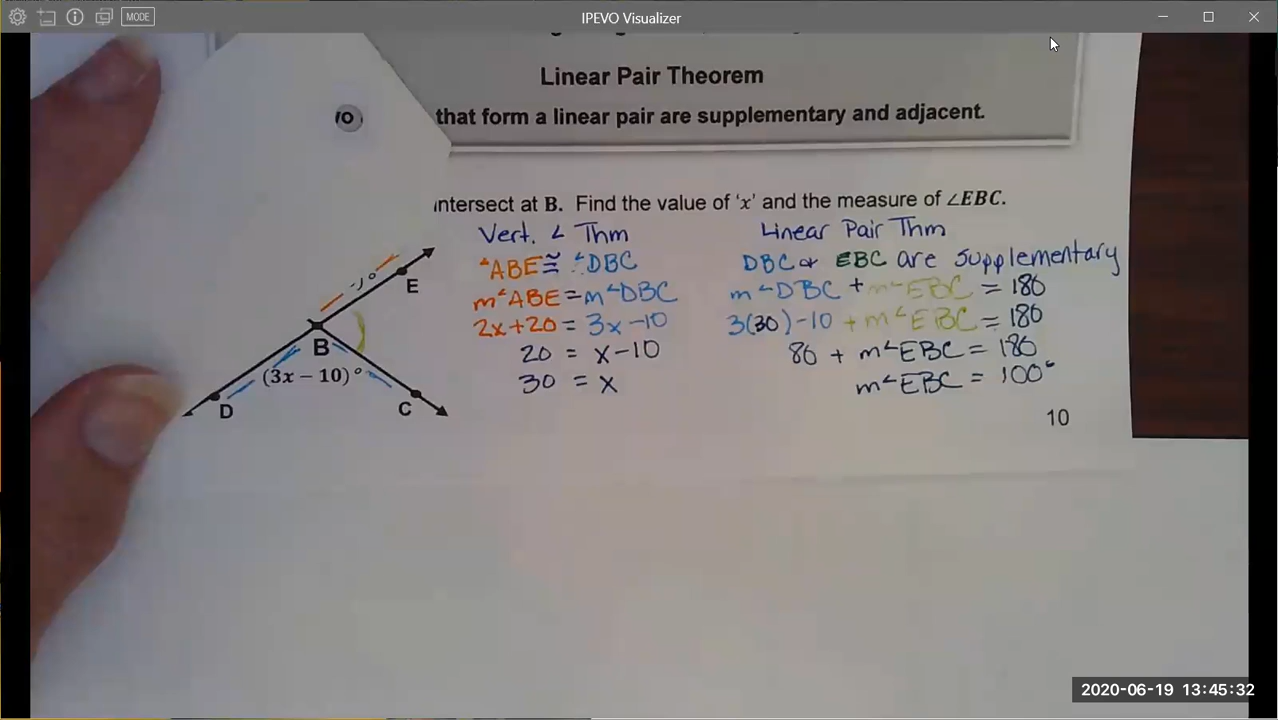 MODE
IPEVO Visualizer
Linear Pair Theorem
that form a linear pair are supplementary and adjacent.
intersect at B. Find the value of ‘x’ and the measure of ∠EBC.
Vert. ∠ Thm
∠ABE ≅ ∠DBC
m∠ABE = m∠DBC
2x+20 = 3x-10
20 = x-10
30 = x
Linear Pair Thm
DBC & EBC are supplementary
m∠DBC + m∠EBC = 180
3(30)-10 + m∠EBC = 180
80 + m∠EBC = 180
m∠EBC = 100°
E
B
(3x − 10)°
D
C
10
2020-06-19 13:45:32